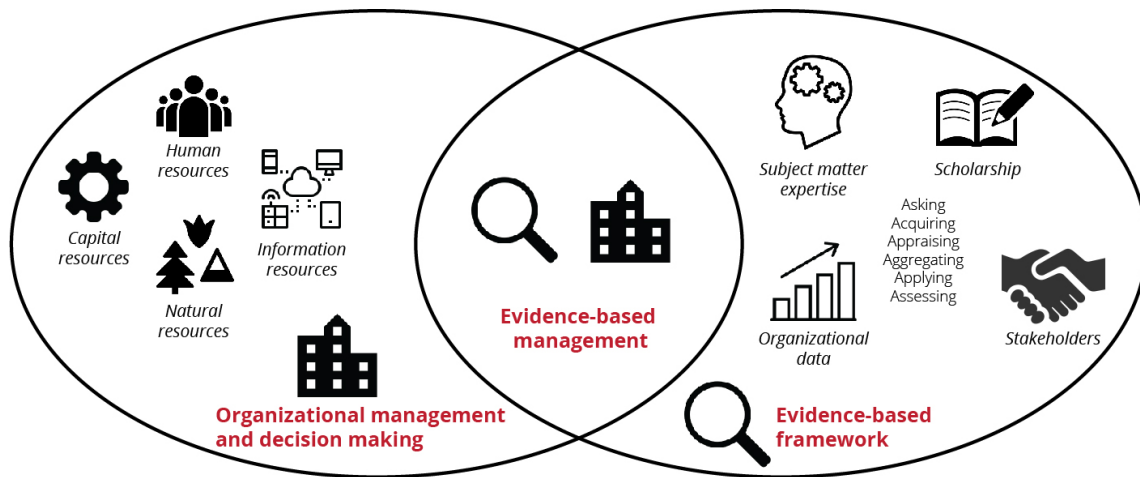 Human
resources
Capital
resources
Information
resources
Natural
resources
Organizational management
and decision making
Evidence-based
management
Subject matter
expertise
Scholarship
Asking
Acquiring
Appraising
Aggregating
Applying
Assessing
Organizational
data
Stakeholders
Evidence-based
framework